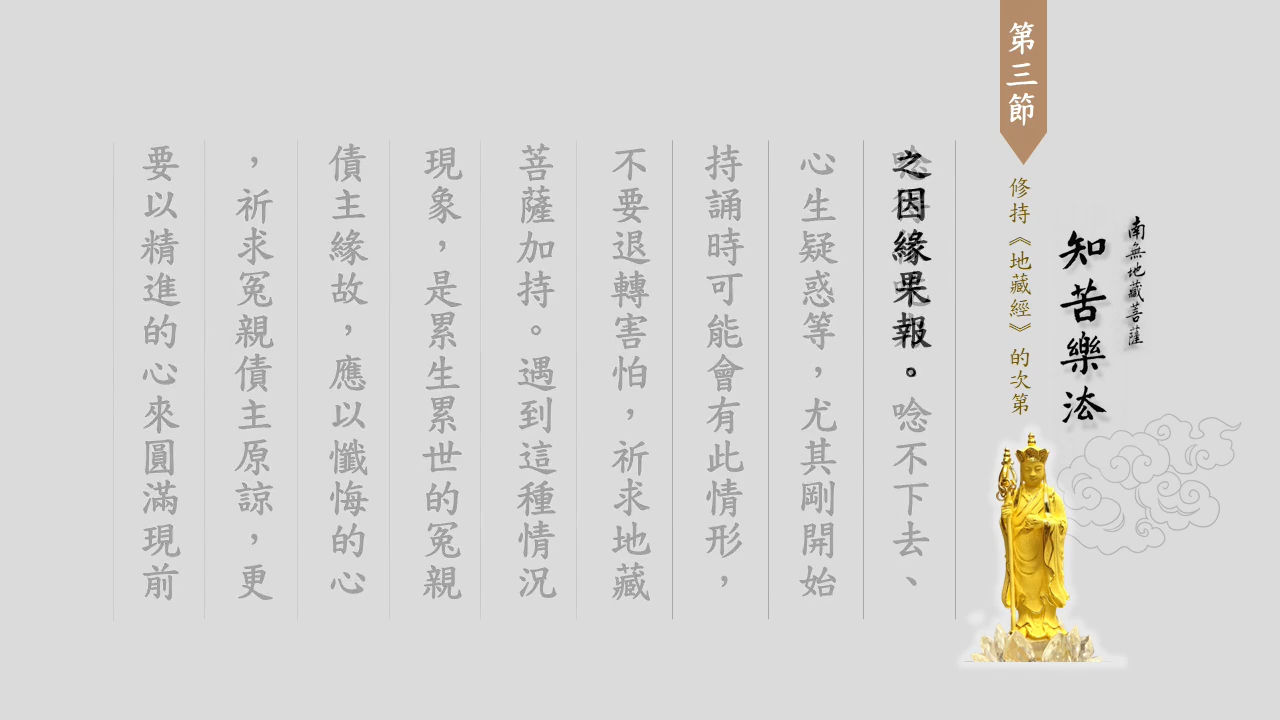 南無地藏菩薩
知苦樂法
第三節
修持《地藏經》的次第
之因緣果報。唸不下去、
心生疑惑等，尤其剛開始
持誦時可能會有此情形，
不要退轉害怕，祈求地藏
菩薩加持。遇到這種情況
現象，是累生累世的冤親
債主緣故，應以懺悔的心
，祈求冤親債主原諒，更
要以精進的心來圓滿現前